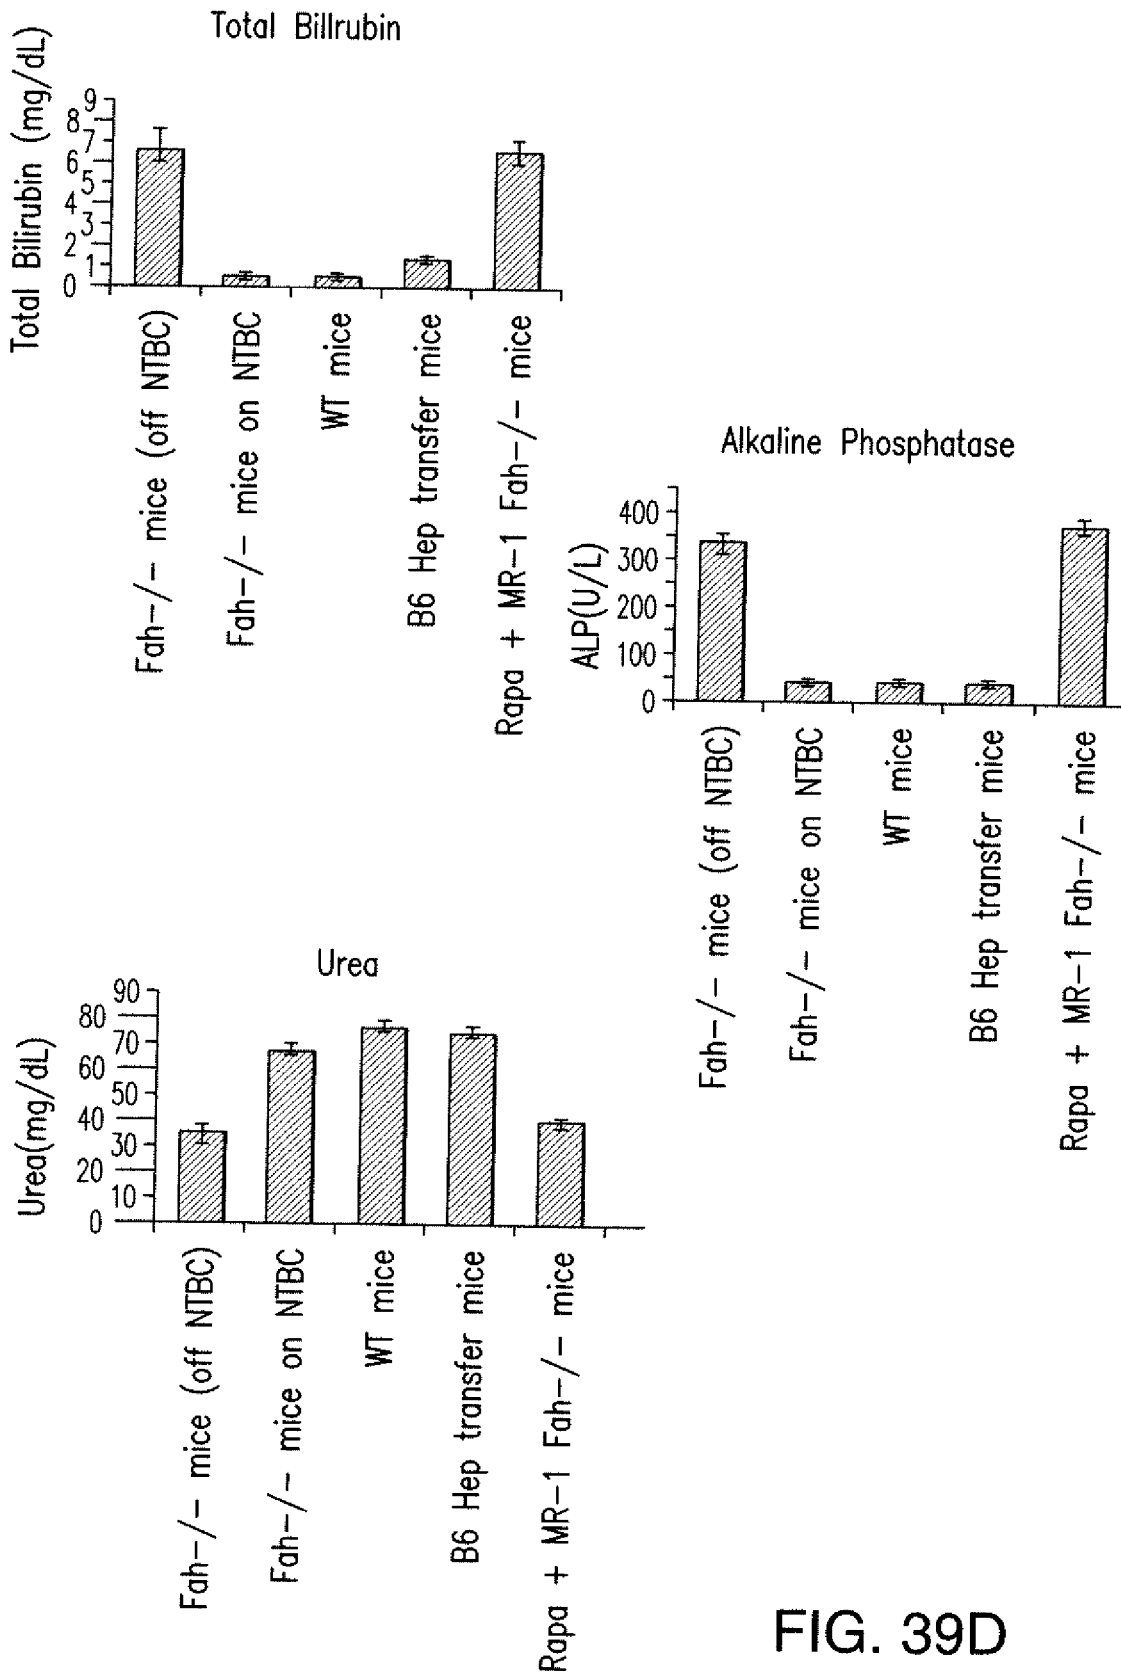 Total Billrubin
Total Bilirubin (mg/dL)
9
8
7
6
5
4
3
2
1
0
Fah-/- mice (off NTBC)
Fah-/- mice on NTBC
WT mice
B6 Hep transfer mice
Rapa + MR-1 Fah-/- mice
Alkaline Phosphatase
ALP(U/L)
400
300
200
100
0
Fah-/- mice (off NTBC)
Fah-/- mice on NTBC
WT mice
B6 Hep transfer mice
Rapa + MR-1 Fah-/- mice
Urea
Urea(mg/dL)
90
80
70
60
50
40
30
20
10
0
Fah-/- mice (off NTBC)
Fah-/- mice on NTBC
WT mice
B6 Hep transfer mice
Rapa + MR-1 Fah-/- mice
FIG. 39D